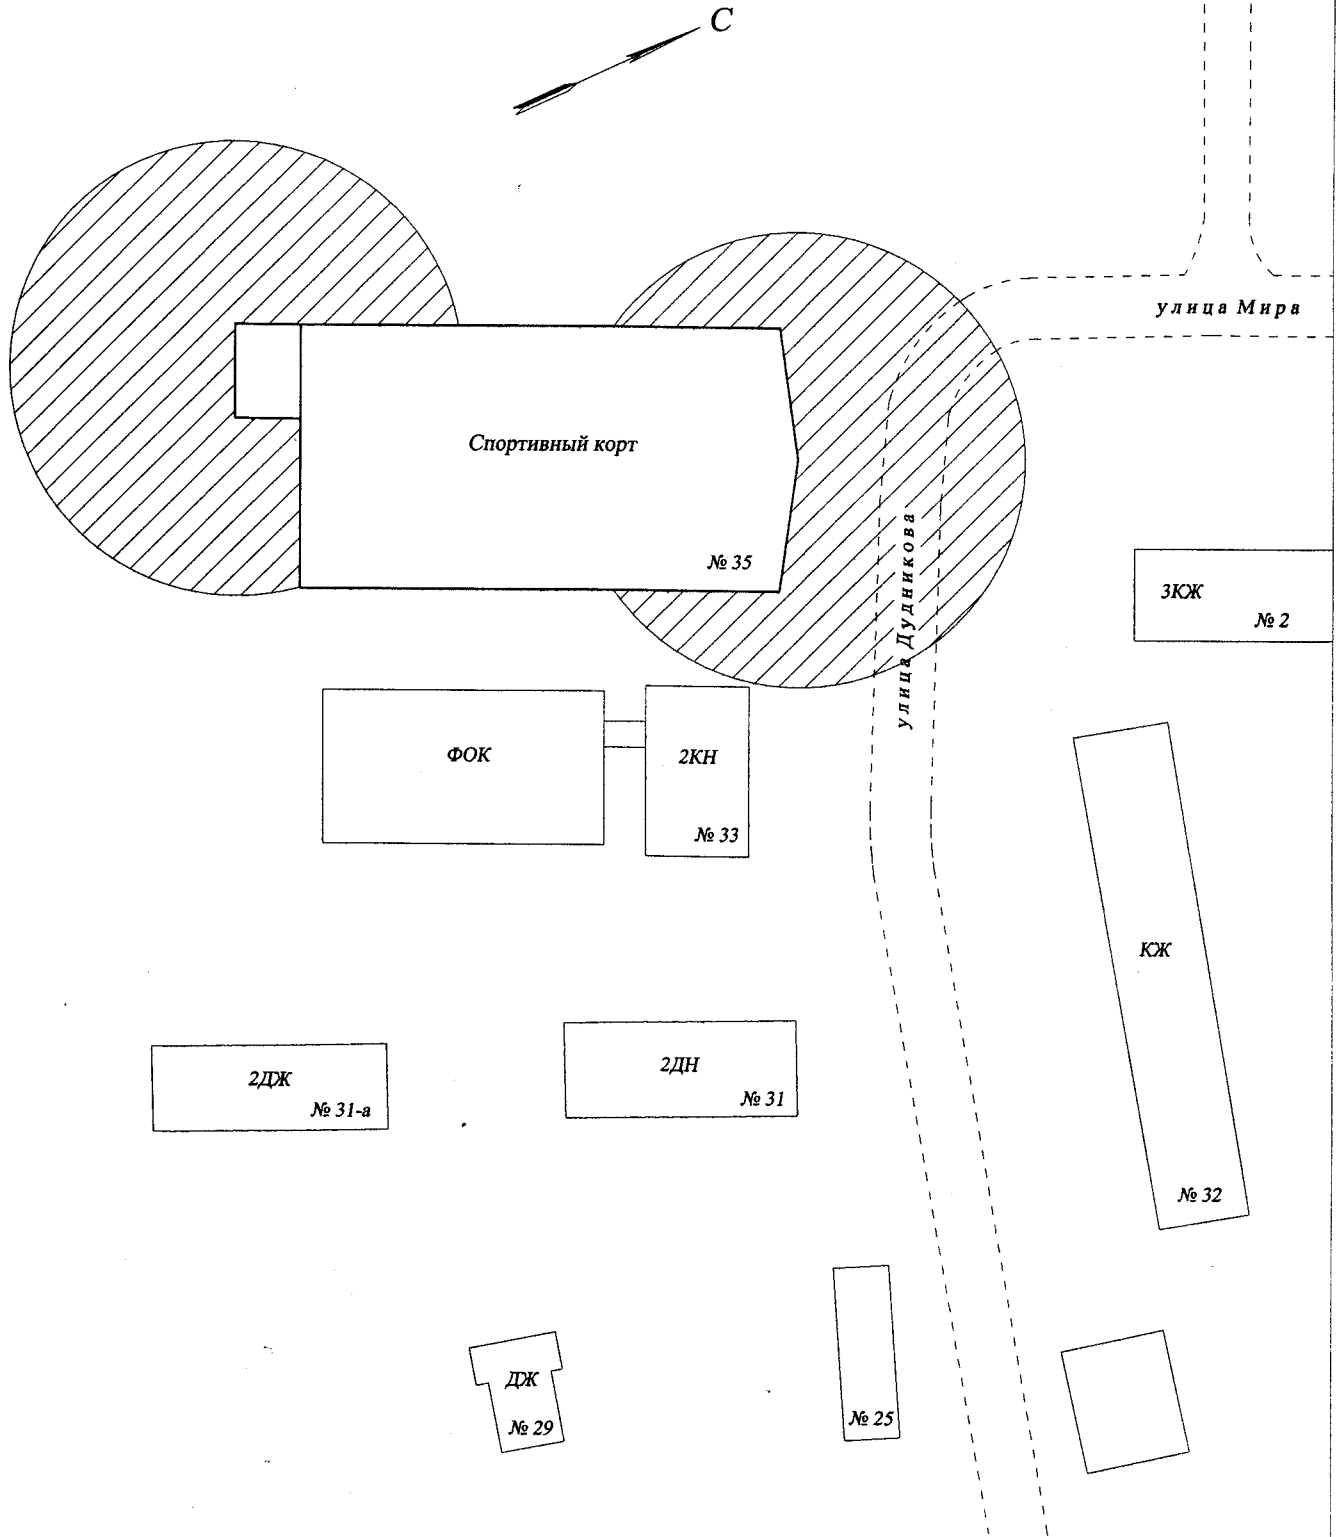 С
улица Мира
Спортивный корт
№ 35
улица Дудникова
3КЖ
№ 2
ФОК
2КН
№ 33
КЖ
№ 32
2ДЖ
№ 31-а
2ДН
№ 31
ДЖ
№ 29
№ 25